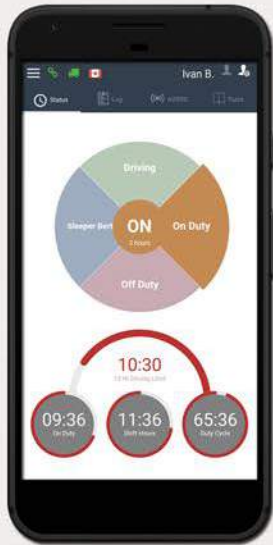 Ivan B.
Status
Log
Driving
Sleeper Bert
ON
On Duty
Off Duty
10:30
09:36
On Duty
11:36
Shift Hours
65:36
Duty Cycle